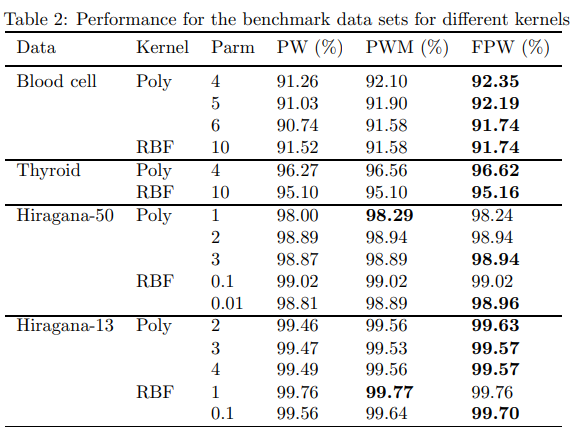 Table 2: Performance for the benchmark data sets for different kernels
Data Kernel Parm PW (%) PWM (%) FPW (%)
Blood cell Poly 4 91.26 92.10 92.35
5 91.03 91.90 92.19
6 90.74 91.58 91.74
RBF 10 91.52 91.58 91.74
Thyroid Poly 4 96.27 96.56 96.62
RBF 10 95.10 95.10 95.16
Hiragana-50 Poly 1 98.00 98.29 98.24
2 98.89 98.94 98.94
3 98.87 98.89 98.94
RBF 0.1 99.02 99.02 99.02
0.01 98.81 98.89 98.96
Hiragana-13 Poly 2 99.46 99.56 99.63
3 99.47 99.53 99.57
4 99.49 99.56 99.57
RBF 1 99.76 99.77 99.76
0.1 99.56 99.64 99.70